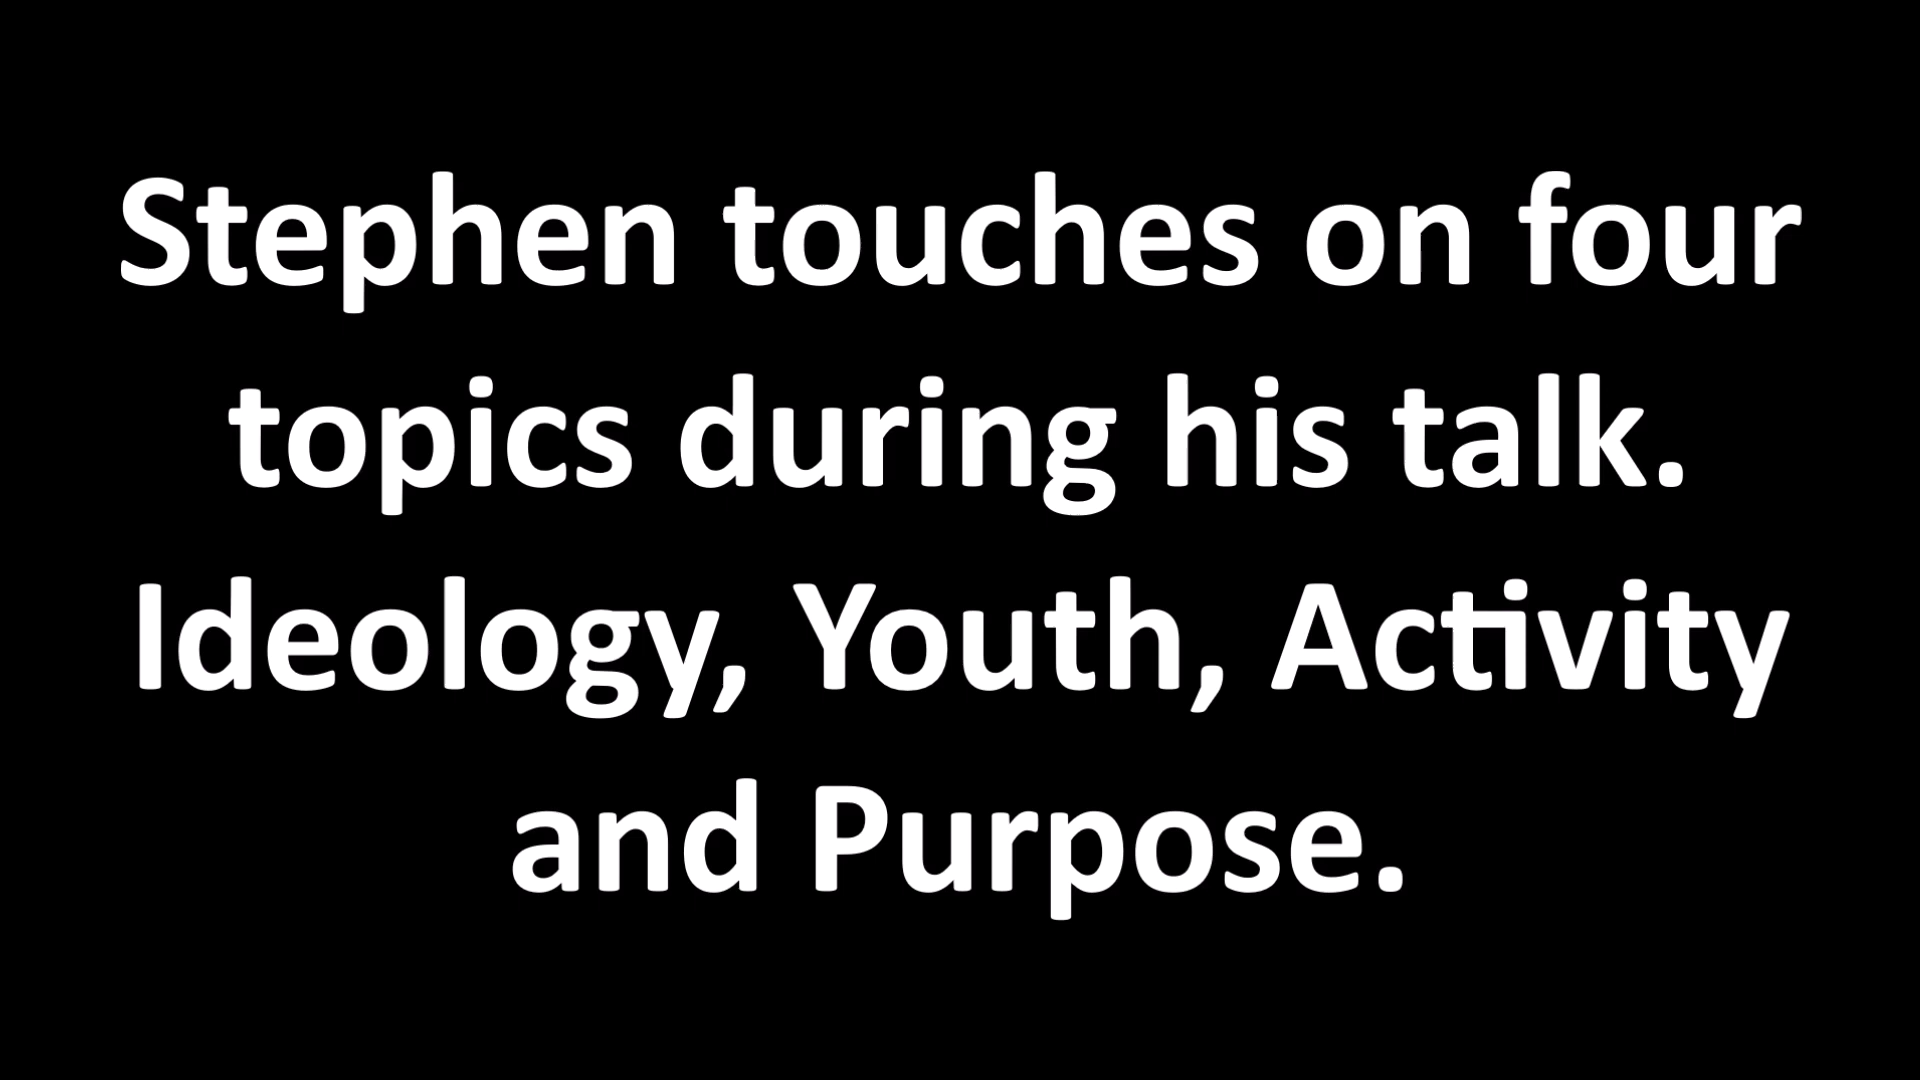 Stephen touches on four
topics during his talk.
Ideology, Youth, Activity
and Purpose.